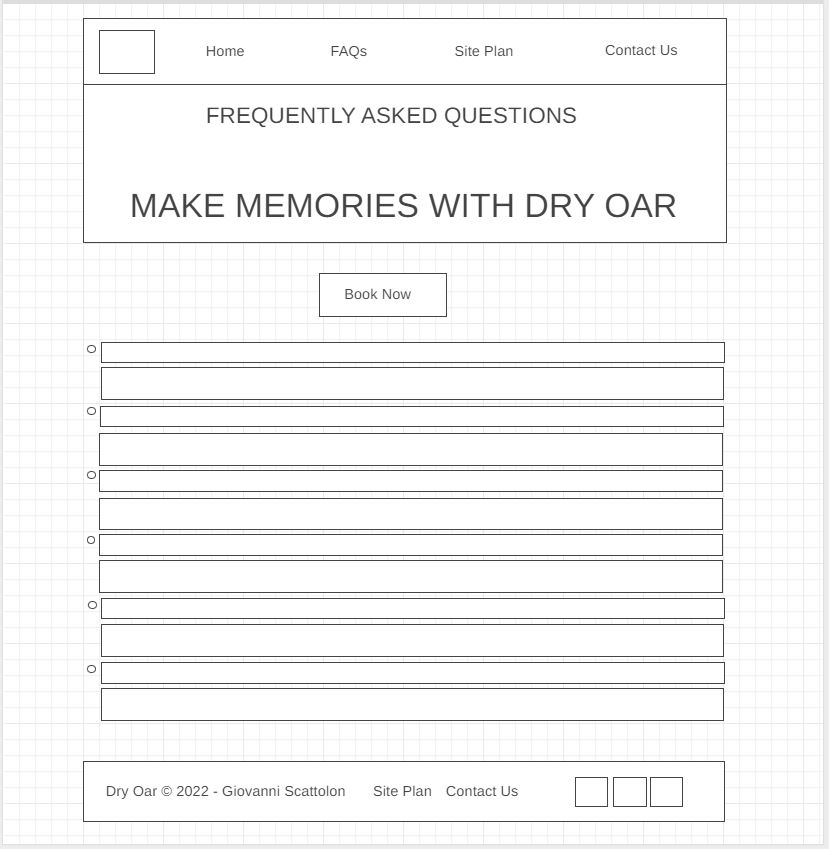 Home FAQs Site Plan Contact Us
FREQUENTLY ASKED QUESTIONS
MAKE MEMORIES WITH DRY OAR
Book Now
Dry Oar © 2022 - Giovanni Scattolon Site Plan Contact Us